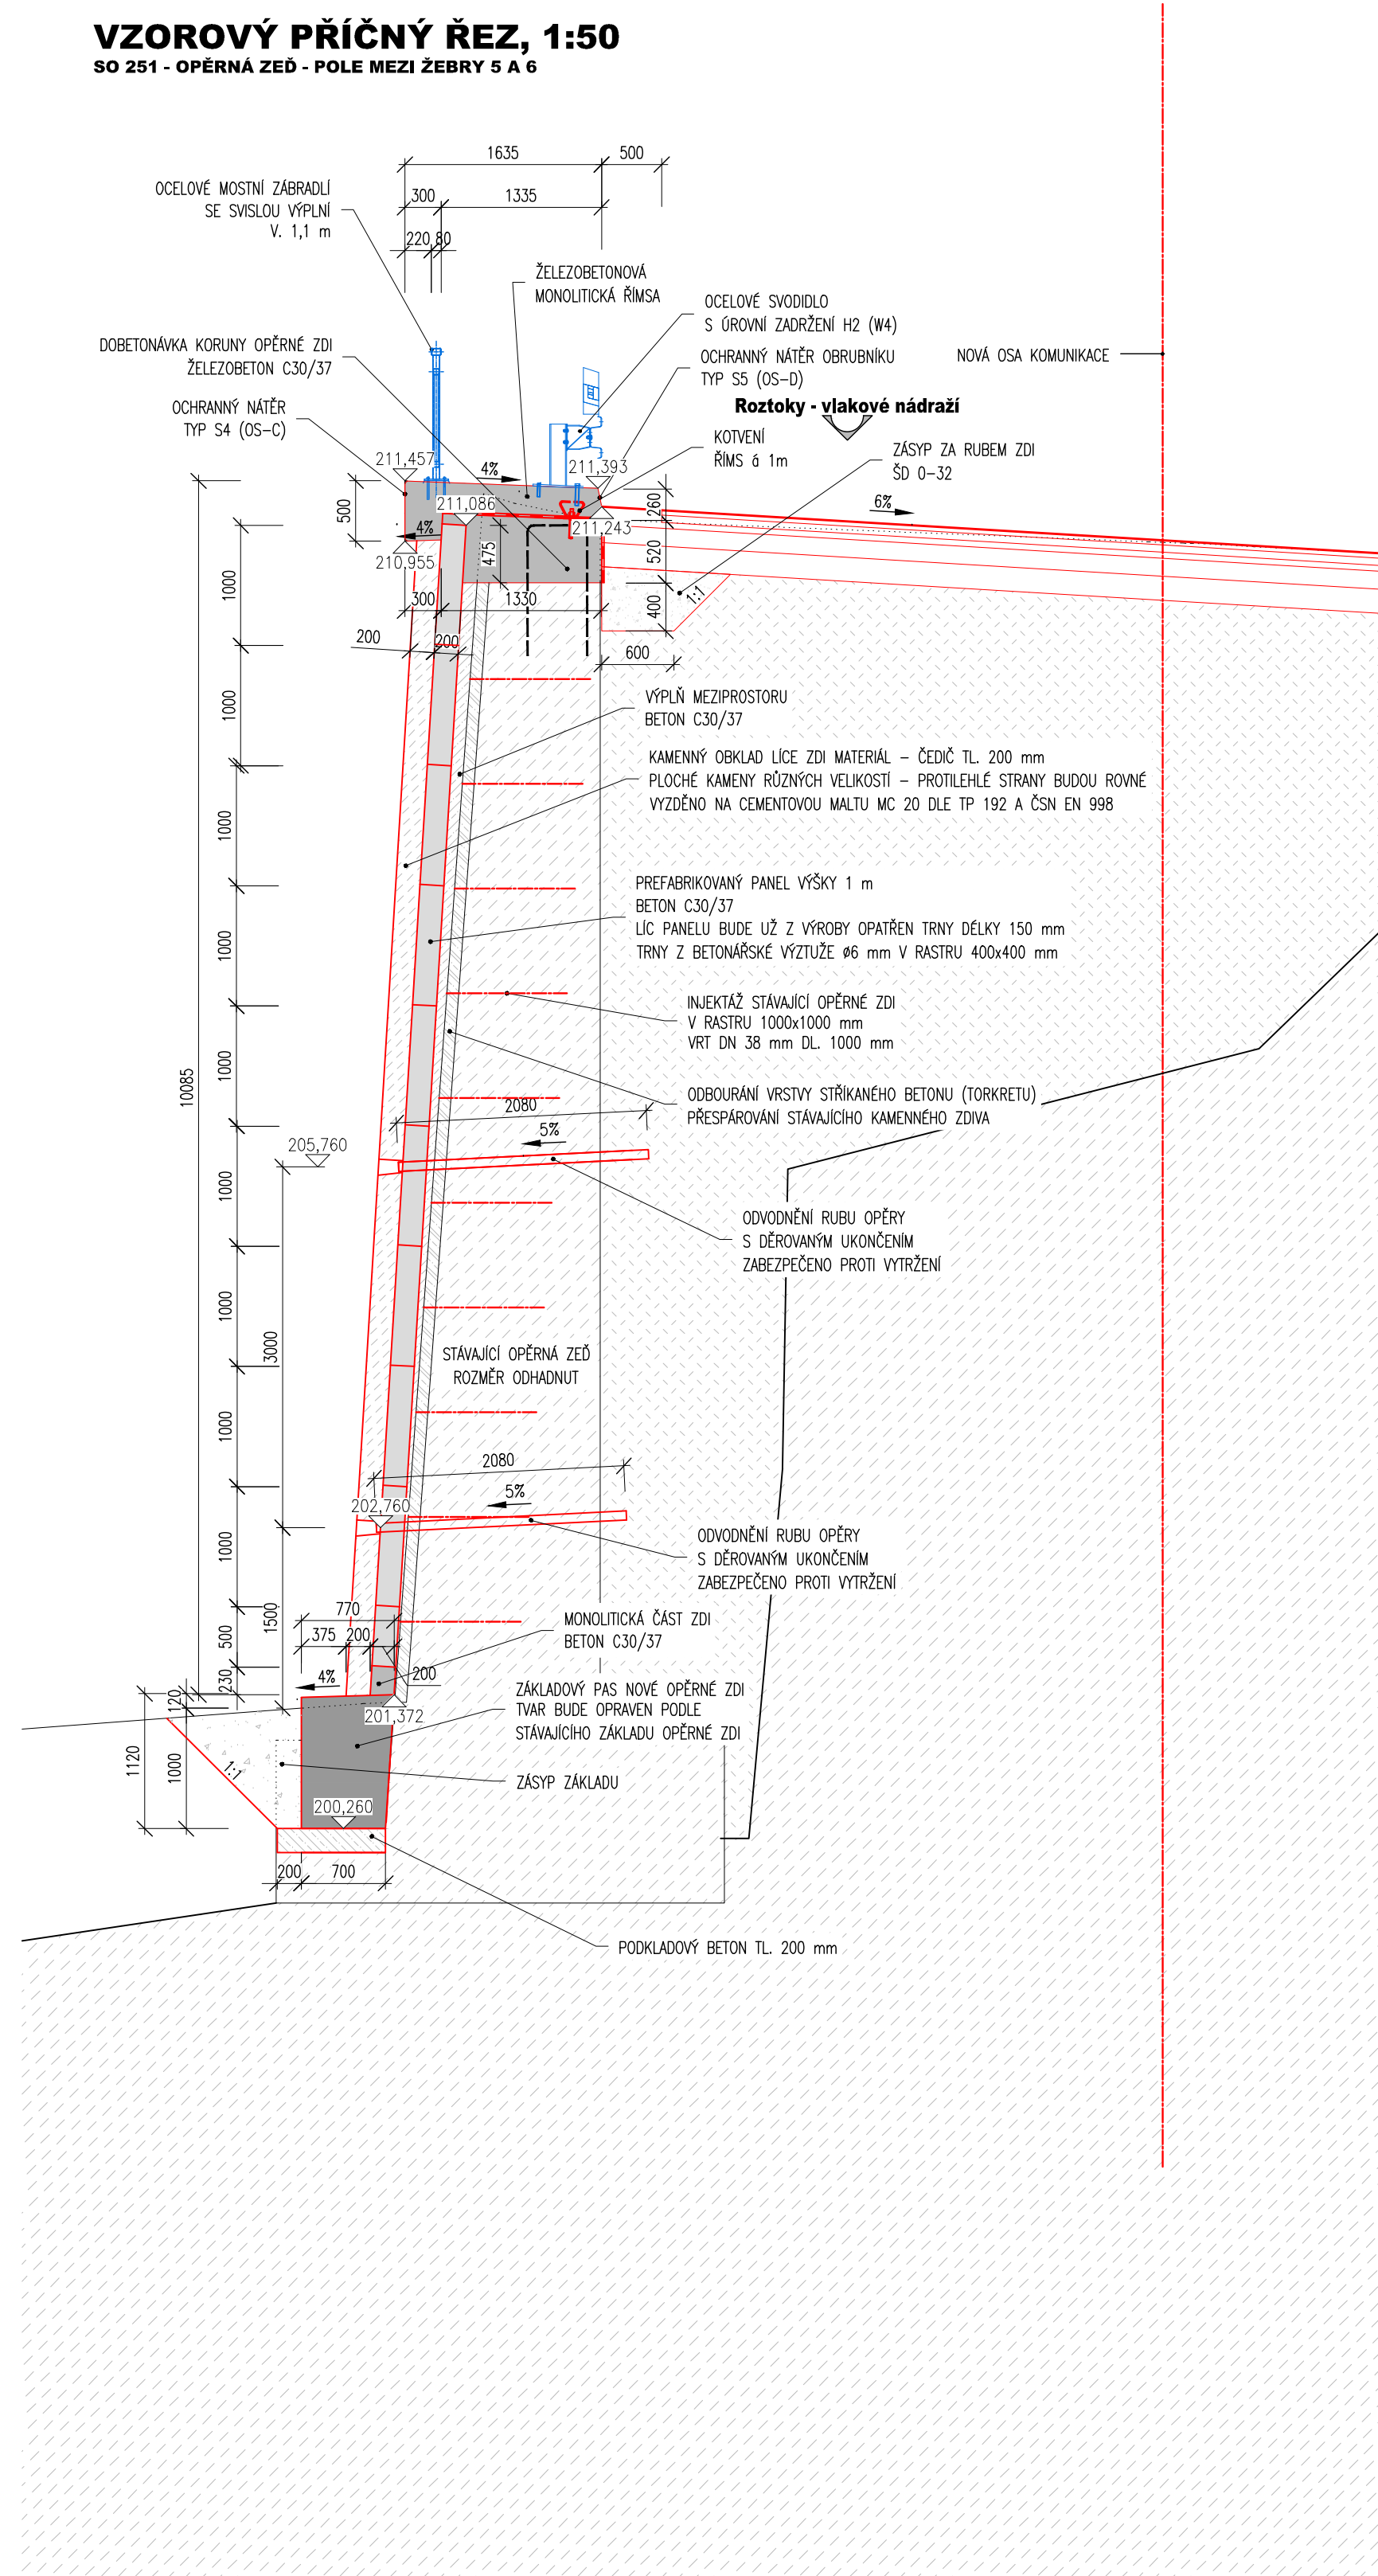 VZOROVÝ PŘÍČNÝ ŘEZ, 1:50
SO 251 - OPĚRNÁ ZEĎ - POLE MEZI ŽEBRY 5 A 6
1635
500
300
1335
220
80
OCELOVÉ MOSTNÍ ZÁBRADLÍ
SE SVISLOU VÝPLNÍ
V. 1,1 m
ŽELEZOBETONOVÁ
MONOLITICKÁ ŘÍMSA
OCELOVÉ SVODIDLO
S ÚROVNÍ ZADRŽENÍ H2 (W4)
DOBETONÁVKA KORUNY OPĚRNÉ ZDI
ŽELEZOBETON C30/37
OCHRANNÝ NÁTĚR OBRUBNÍKU
TYP S5 (OS-D)
NOVÁ OSA KOMUNIKACE
OCHRANNÝ NÁTĚR
TYP S4 (OS-C)
Roztoky - vlakové nádraží
KOTVENÍ
ŘÍMS á 1m
ZÁSYP ZA RUBEM ZDI
ŠD 0-32
211,457
4%
211,393
211,086
211,243
6%
500
4%
210,955
475
260
520
400
1:1
300
1330
200
200
600
1000
1000
1000
1000
1000
1000
1000
1000
1000
500
230
10085
VÝPLŇ MEZIPROSTORU
BETON C30/37
KAMENNÝ OBKLAD LÍCE ZDI MATERIÁL – ČEDIČ TL. 200 mm
PLOCHÉ KAMENY RŮZNÝCH VELIKOSTÍ – PROTILEHLÉ STRANY BUDOU ROVNÉ
VYZDĚNO NA CEMENTOVOU MALTU MC 20 DLE TP 192 A ČSN EN 998
PREFABRIKOVANÝ PANEL VÝŠKY 1 m
BETON C30/37
LÍC PANELU BUDE UŽ Z VÝROBY OPATŘEN TRNY DÉLKY 150 mm
TRNY Z BETONÁŘSKÉ VÝZTUŽE ø6 mm V RASTRU 400x400 mm
INJEKTÁŽ STÁVAJÍCÍ OPĚRNÉ ZDI
V RASTRU 1000x1000 mm
VRT DN 38 mm DL. 1000 mm
ODBOURÁNÍ VRSTVY STŘÍKANÉHO BETONU (TORKRETU)
PŘESPÁROVÁNÍ STÁVAJÍCÍHO KAMENNÉHO ZDIVA
2080
5%
205,760
ODVODNĚNÍ RUBU OPĚRY
S DĚROVANÝM UKONČENÍM
ZABEZPEČENO PROTI VYTRŽENÍ
3000
STÁVAJÍCÍ OPĚRNÁ ZEĎ
ROZMĚR ODHADNUT
2080
5%
202,760
ODVODNĚNÍ RUBU OPĚRY
S DĚROVANÝM UKONČENÍM
ZABEZPEČENO PROTI VYTRŽENÍ
1500
770
375
200
200
MONOLITICKÁ ČÁST ZDI
BETON C30/37
4%
201,372
ZÁKLADOVÝ PAS NOVÉ OPĚRNÉ ZDI
TVAR BUDE OPRAVEN PODLE
STÁVAJÍCÍHO ZÁKLADU OPĚRNÉ ZDI
120
1120
1000
1:1
ZÁSYP ZÁKLADU
200,260
200
700
PODKLADOVÝ BETON TL. 200 mm